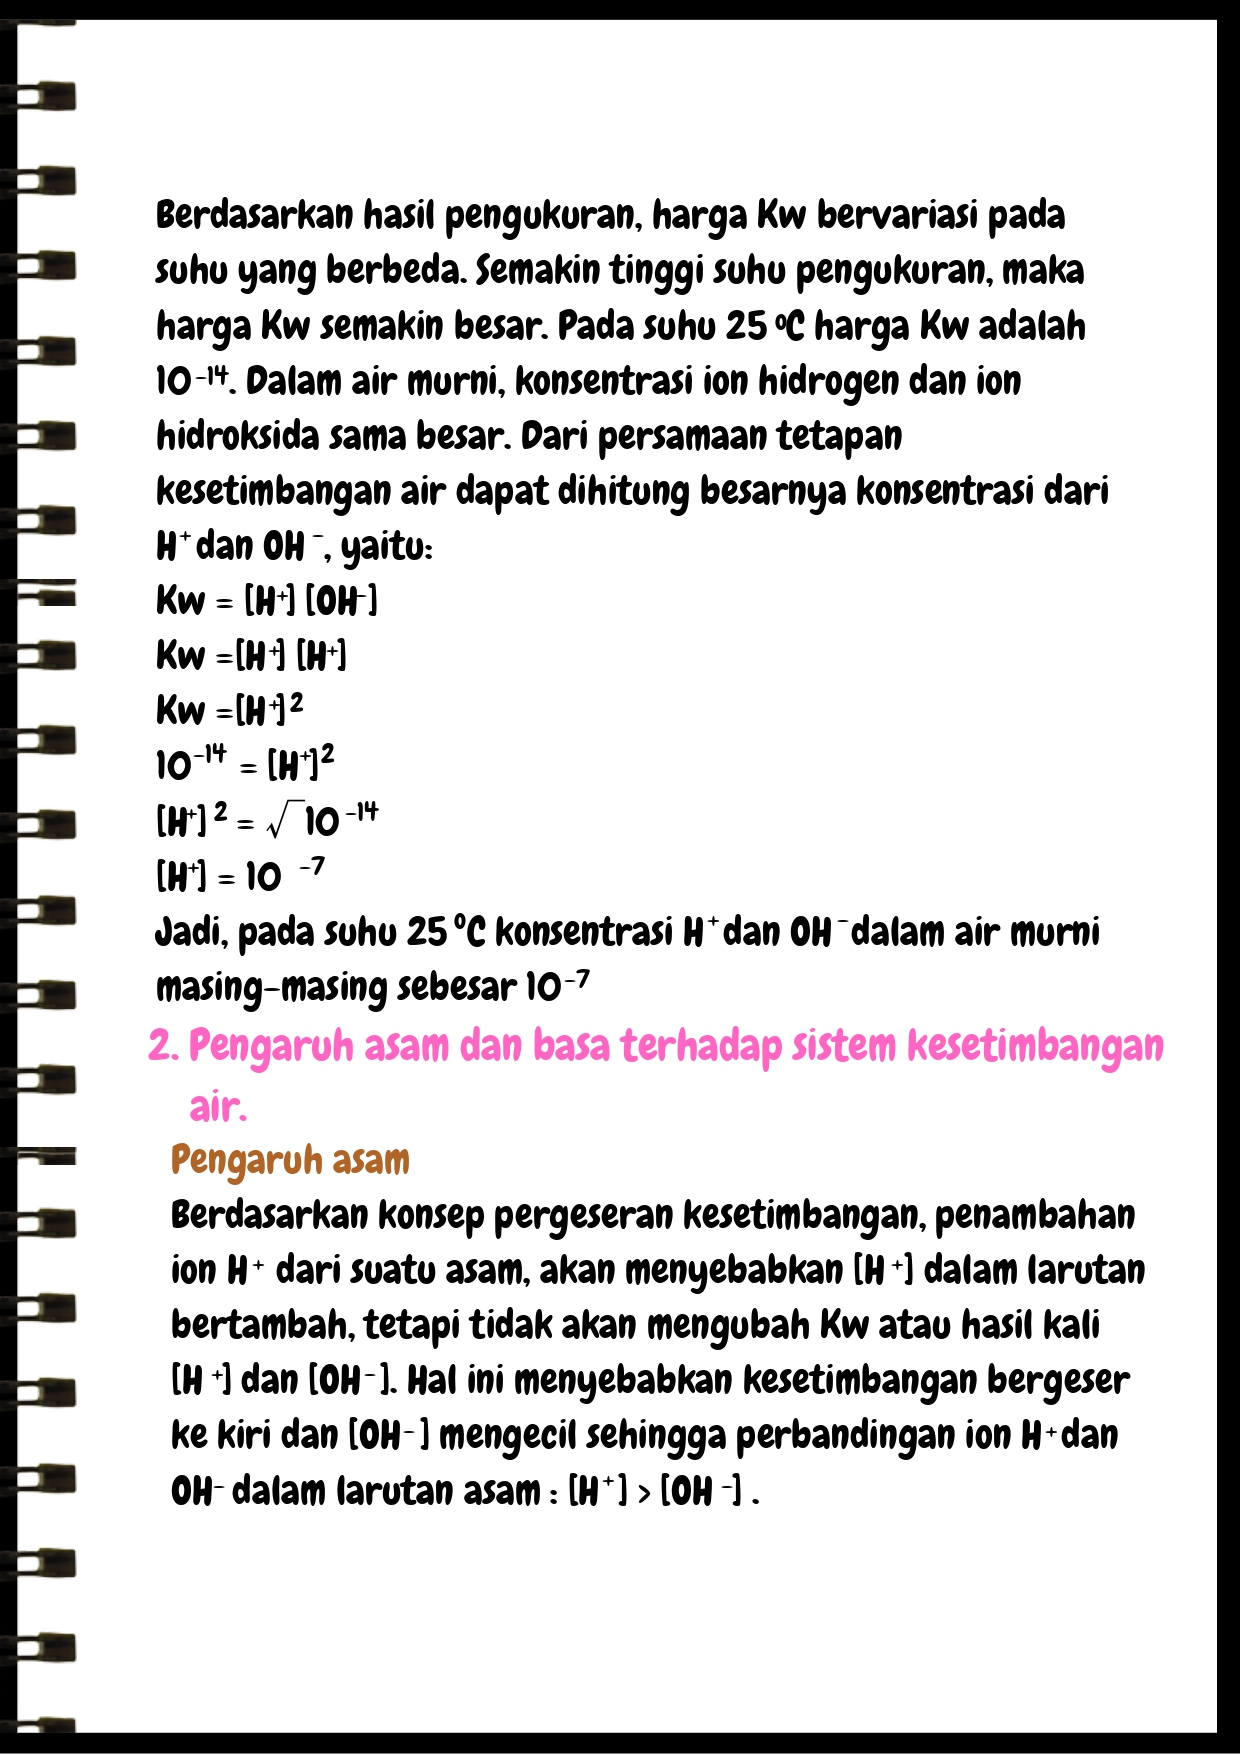 Berdasarkan hasil pengukuran, harga Kw bervariasi pada
suhu yang berbeda. Semakin tinggi suhu pengukuran, maka
harga Kw semakin besar. Pada suhu 25 ⁰C harga Kw adalah
10⁻¹⁴. Dalam air murni, konsentrasi ion hidrogen dan ion
hidroksida sama besar. Dari persamaan tetapan
kesetimbangan air dapat dihitung besarnya konsentrasi dari
H⁺ dan OH ⁻, yaitu:
Kw = [H⁺] [OH⁻]
Kw =[H⁺] [H⁺]
Kw =[H⁺]²
10⁻¹⁴ = [H⁺]²
[H⁺] ² = √10 ⁻¹⁴
[H⁺] = 10 ⁻⁷
Jadi, pada suhu 25 ⁰C konsentrasi H⁺ dan OH ⁻ dalam air murni
masing-masing sebesar 10⁻⁷
2. Pengaruh asam dan basa terhadap sistem kesetimbangan
air.
Pengaruh asam
Berdasarkan konsep pergeseran kesetimbangan, penambahan
ion H⁺ dari suatu asam, akan menyebabkan [H ⁺] dalam larutan
bertambah, tetapi tidak akan mengubah Kw atau hasil kali
[H ⁺] dan [OH⁻ ]. Hal ini menyebabkan kesetimbangan bergeser
ke kiri dan [OH⁻ ] mengecil sehingga perbandingan ion H⁺ dan
OH⁻ dalam larutan asam : [H⁺] > [OH ⁻] .